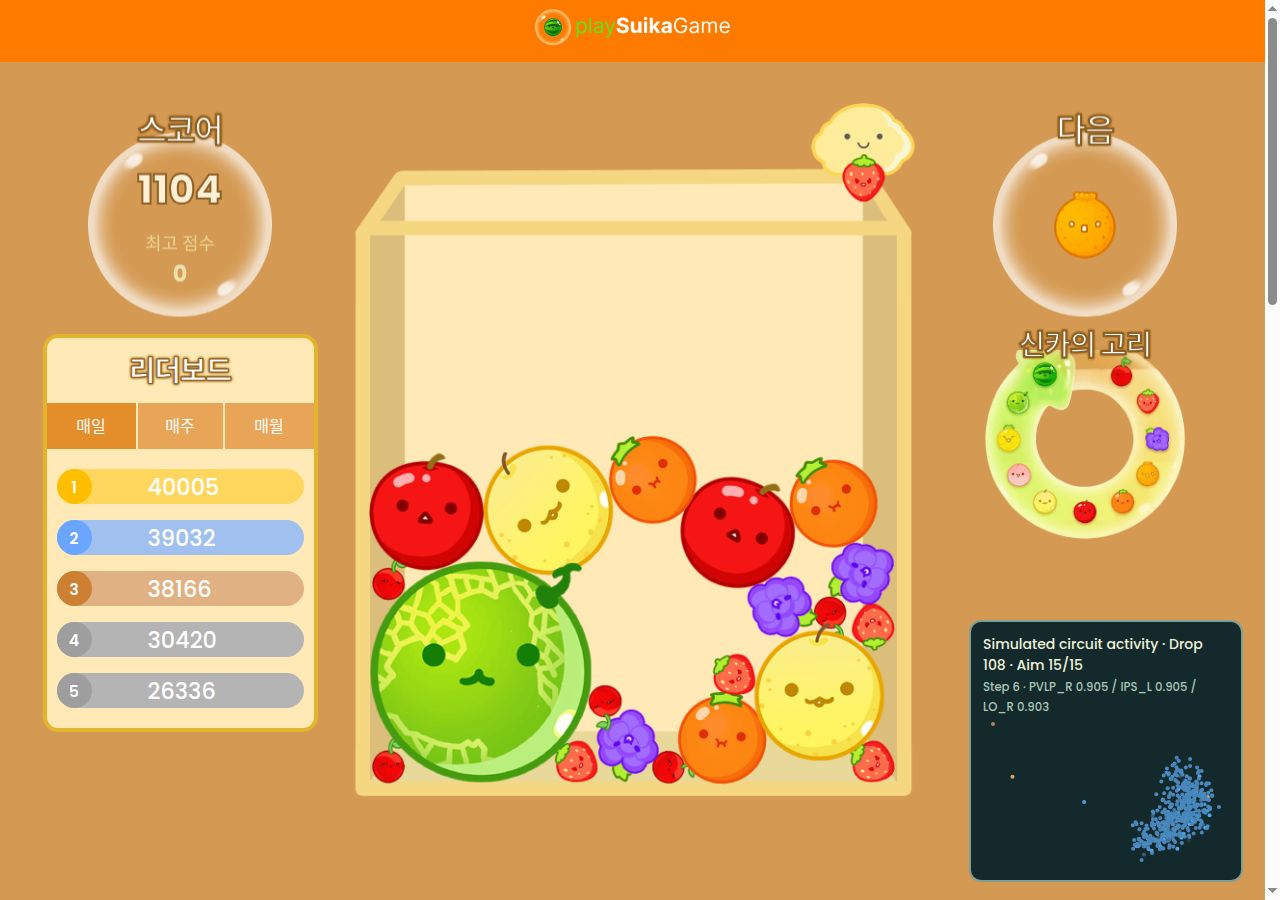 playSuikaGame
스코어
1104
최고 점수
0
다음
신카의 고리
리더보드
매일 매주 매월
1 40005
2 39032
3 38166
4 30420
5 26336
Simulated circuit activity · Drop
108 · Aim 15/15
Step 6 · PVLP_R 0.905 / IPS_L 0.905 /
LO_R 0.903